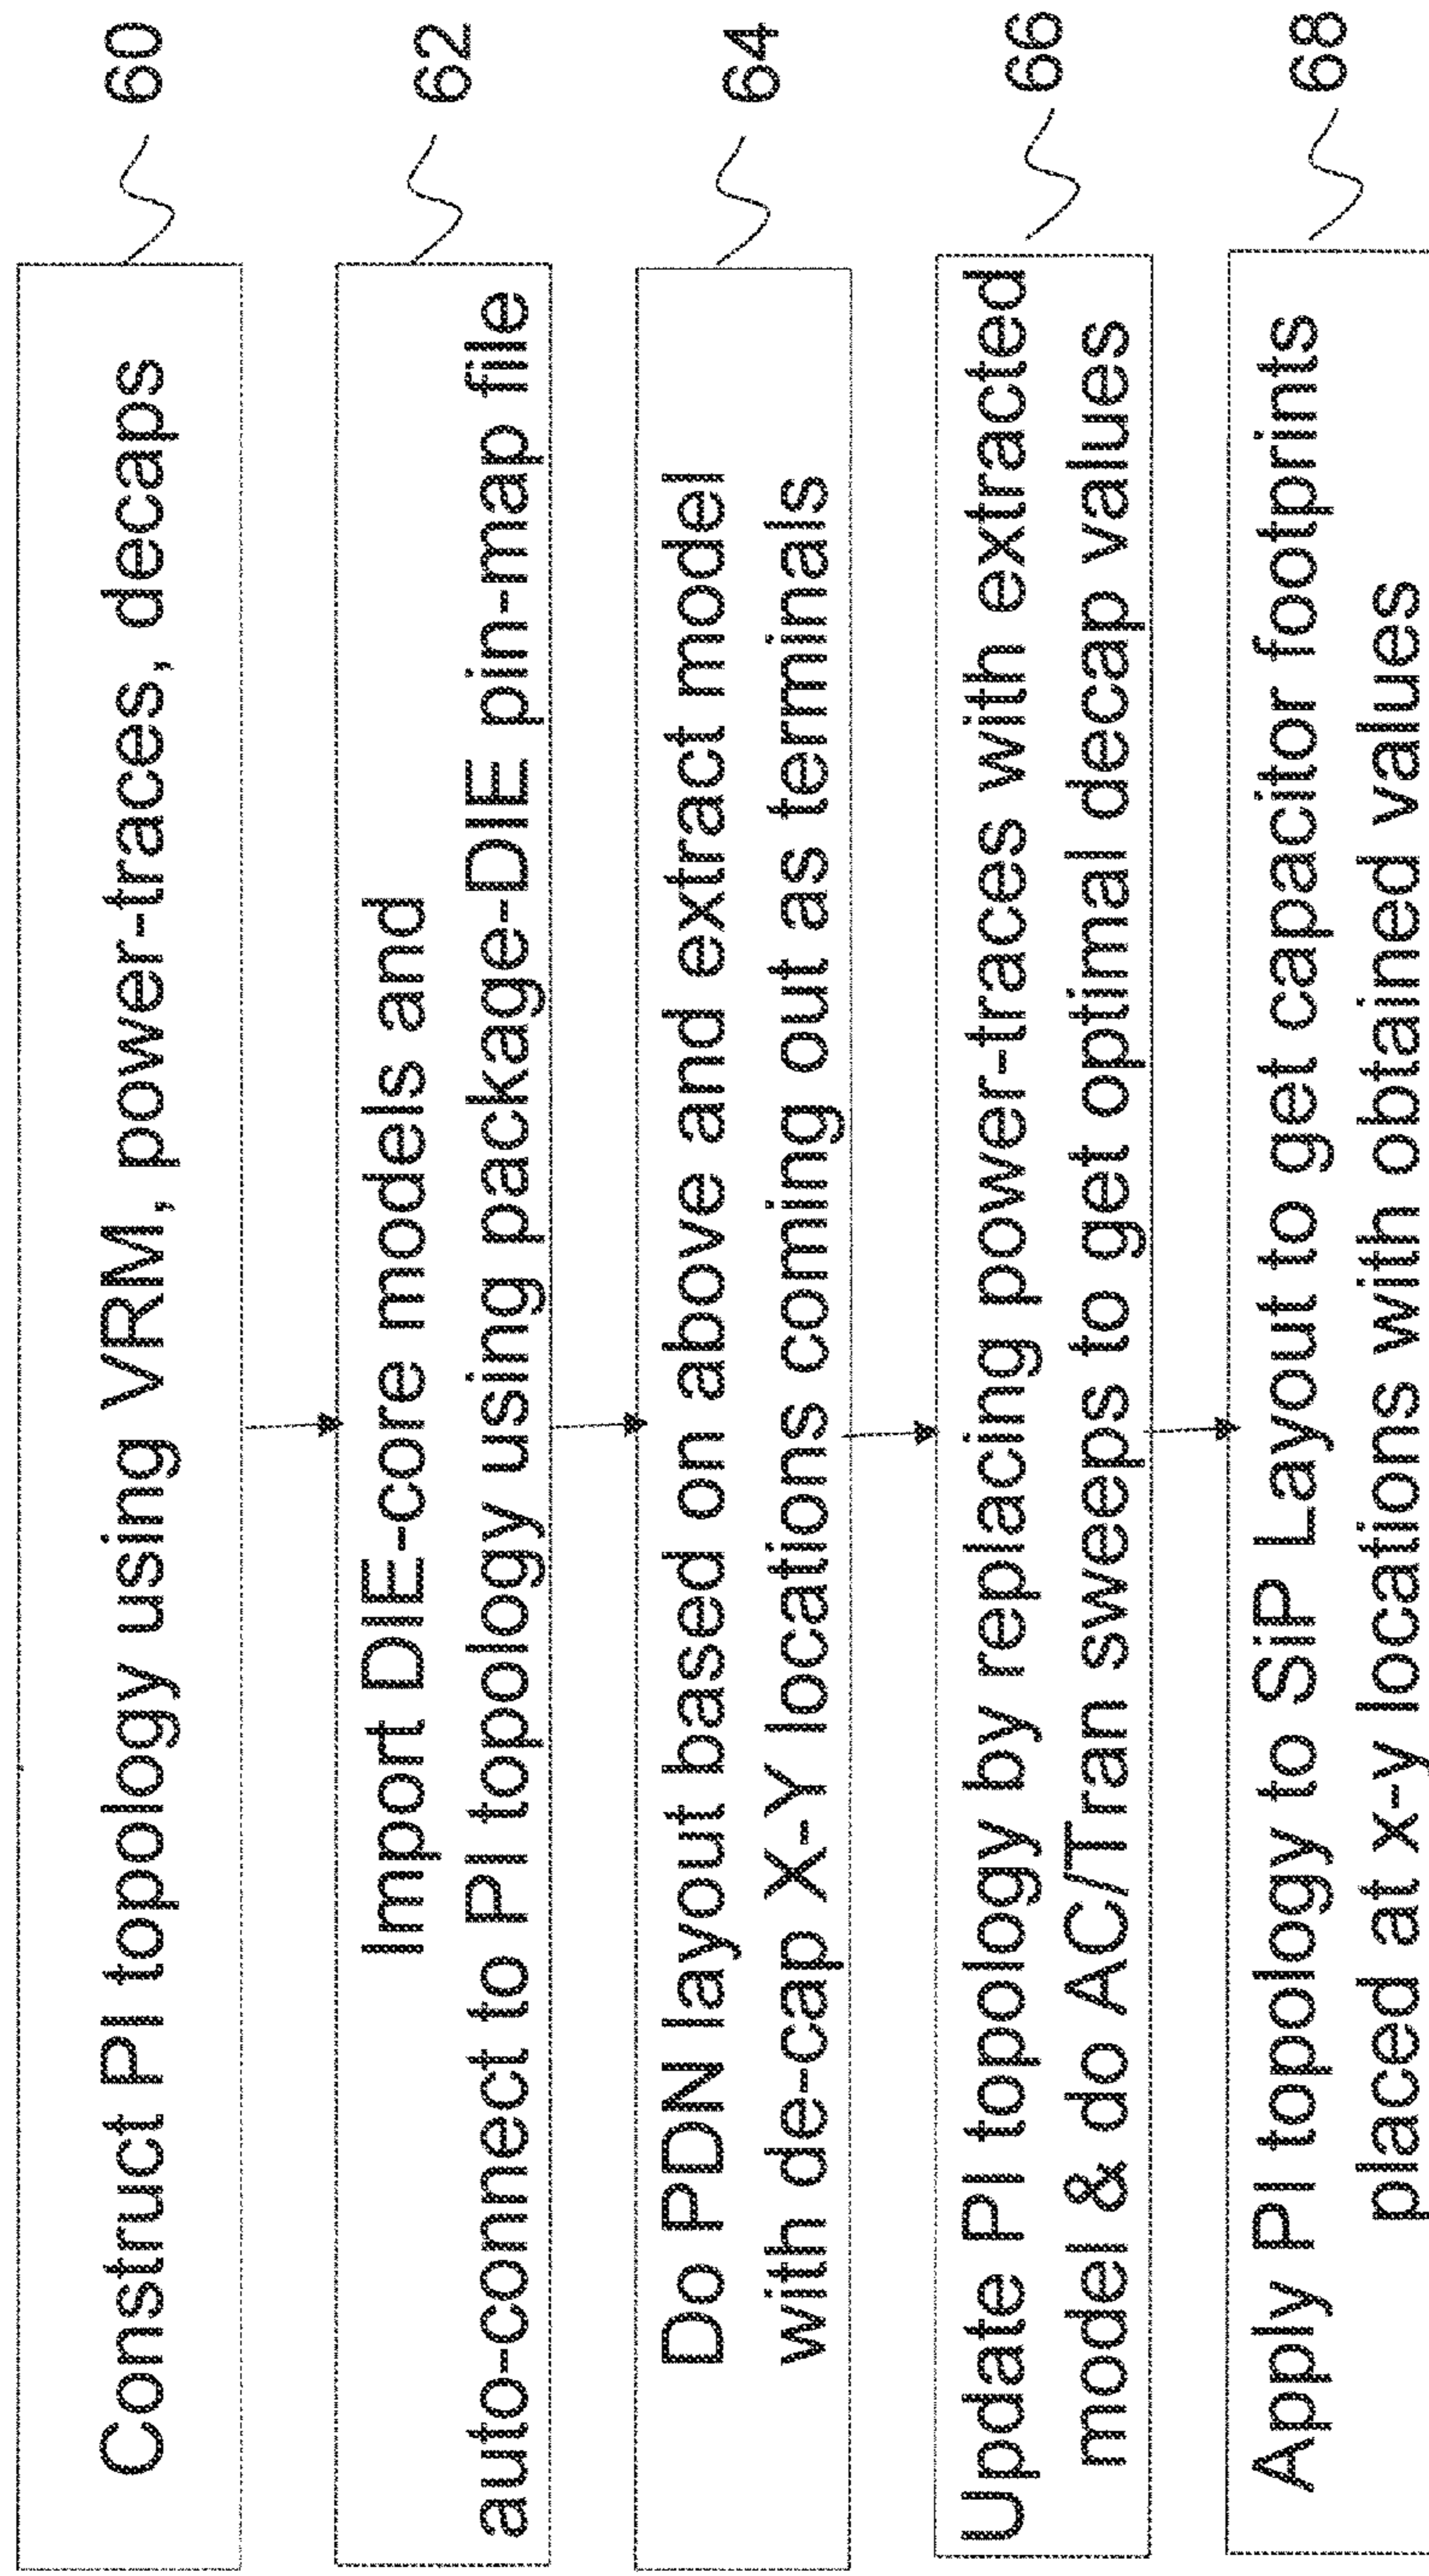 Construct PI topology using VRM, power-traces, decaps
60
Import DIE-core models and
auto-connect to PI topology using package-DIE pin-map file
62
Do PDN layout based on above and extract model
with de-cap X-Y locations coming out as terminals
64
Update PI topology by replacing power-traces with extracted
model & do AC/Tran sweeps to get optimal decap values
66
Apply PI topology to SiP Layout to get capacitor footprints
placed at x-y locations with obtained values
68